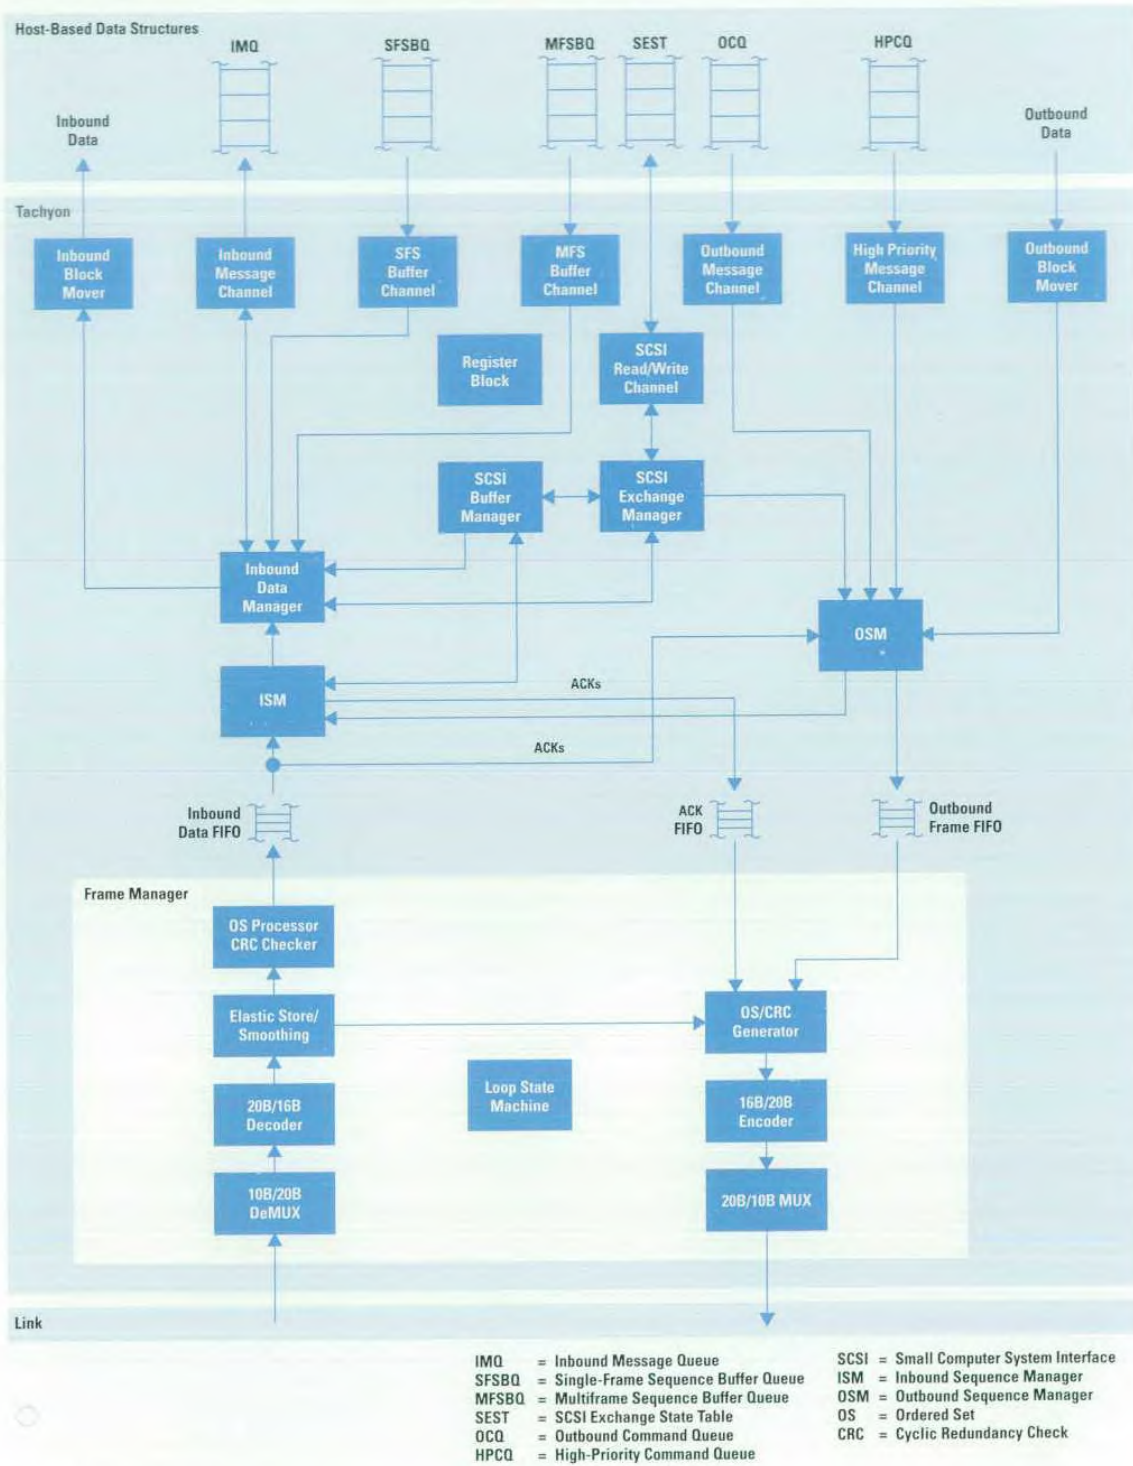 Host-Based Data Structures
IMQ
SFSBQ
MFSBQ
SEST
OCQ
HPCQ
Inbound
Data
Outbound
Data
Tachyon
Inbound
Block
Mover
Inbound
Message
Channel
SFS
Buffer
Channel
MFS
Buffer
Channel
Outbound
Message
Channel
High Priority
Message
Channel
Outbound
Block
Mover
Register
Block
SCSI
Read/Write
Channel
SCSI
Buffer
Manager
SCSI
Exchange
Manager
Inbound
Data
Manager
OSM
ISM
ACKs
ACKs
Inbound
Data FIFO
ACK
FIFO
Outbound
Frame FIFO
Frame Manager
OS Processor
CRC Checker
Elastic Store/
Smoothing
OS/CRC
Generator
Loop State
Machine
20B/16B
Decoder
16B/20B
Encoder
10B/20B
DeMUX
20B/10B MUX
Link
IMQ = Inbound Message Queue
SFSBQ = Single-Frame Sequence Buffer Queue
MFSBQ = Multiframe Sequence Buffer Queue
SEST = SCSI Exchange State Table
OCQ = Outbound Command Queue
HPCQ = High-Priority Command Queue
SCSI = Small Computer System Interface
ISM = Inbound Sequence Manager
OSM = Outbound Sequence Manager
OS = Ordered Set
CRC = Cyclic Redundancy Check